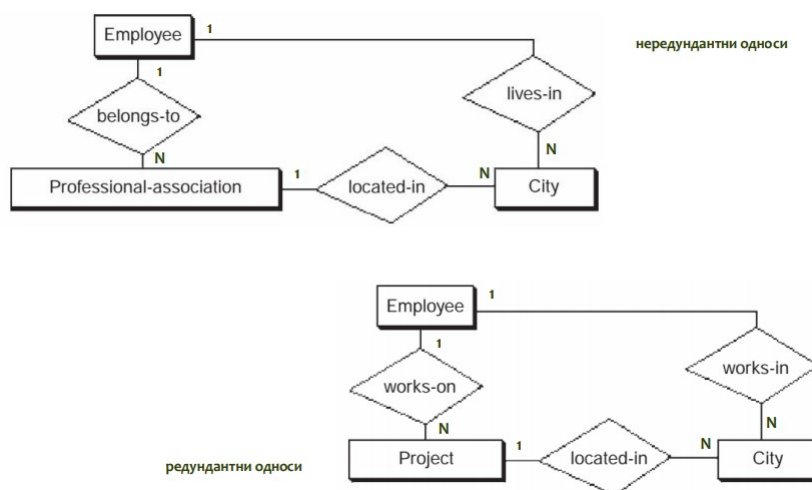 Employee
1
нередундантни односи
1
lives-in
belongs-to
N
N
Professional-association
1
located-in
N
City
Employee
1
1
works-in
works-on
N
N
Project
1
located-in
N
City
редундантни односи